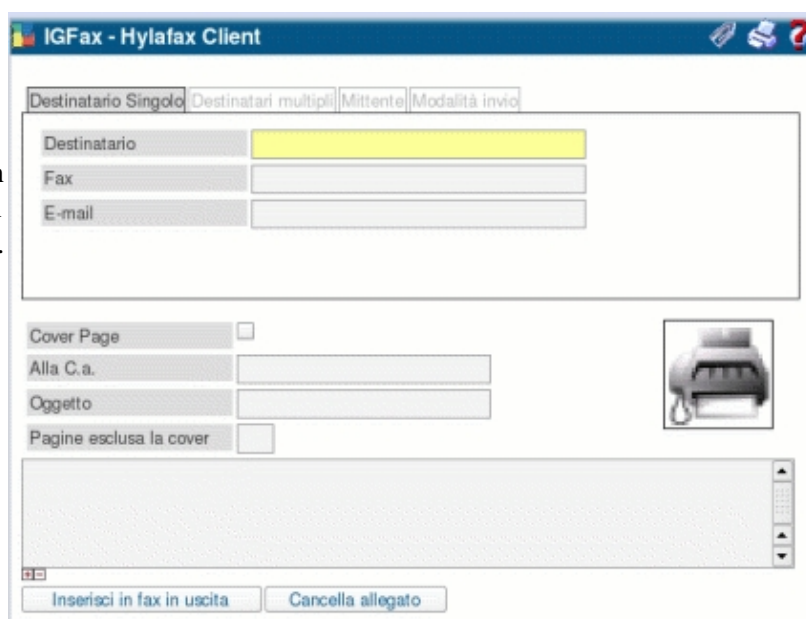 IGFax - Hylafax Client
Destinatario Singolo Destinatari multipli Mittente Modalità invio
Destinatario
Fax
E-mail
Cover Page
Alla C.a.
Oggetto
Pagine esclusa la cover
Inserisci in fax in uscita Cancella allegato